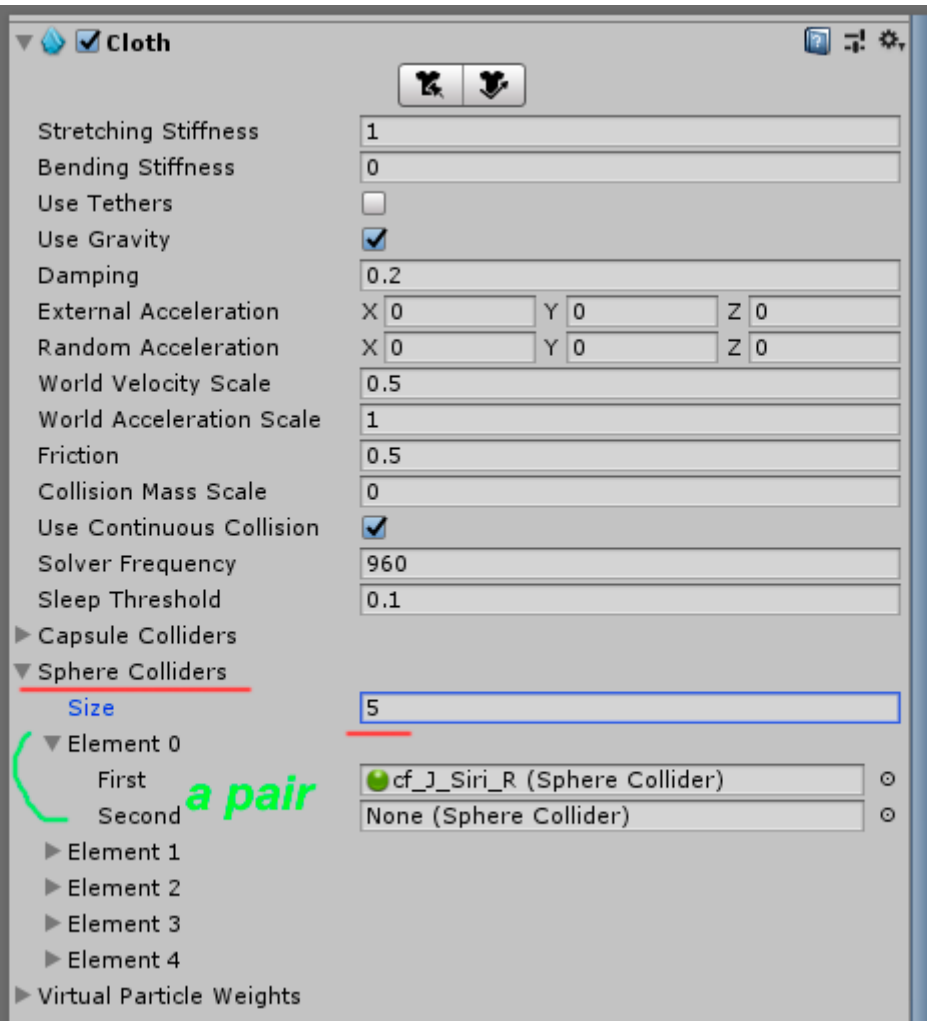 Cloth
Stretching Stiffness 1
Bending Stiffness 0
Use Tethers
Use Gravity
Damping 0.2
External Acceleration X 0 Y 0 Z 0
Random Acceleration X 0 Y 0 Z 0
World Velocity Scale 0.5
World Acceleration Scale 1
Friction 0.5
Collision Mass Scale 0
Use Continuous Collision
Solver Frequency 960
Sleep Threshold 0.1
Capsule Colliders
Sphere Colliders
Size 5
Element 0
First cf_J_Siri_R (Sphere Collider)
a pair
Second None (Sphere Collider)
Element 1
Element 2
Element 3
Element 4
Virtual Particle Weights